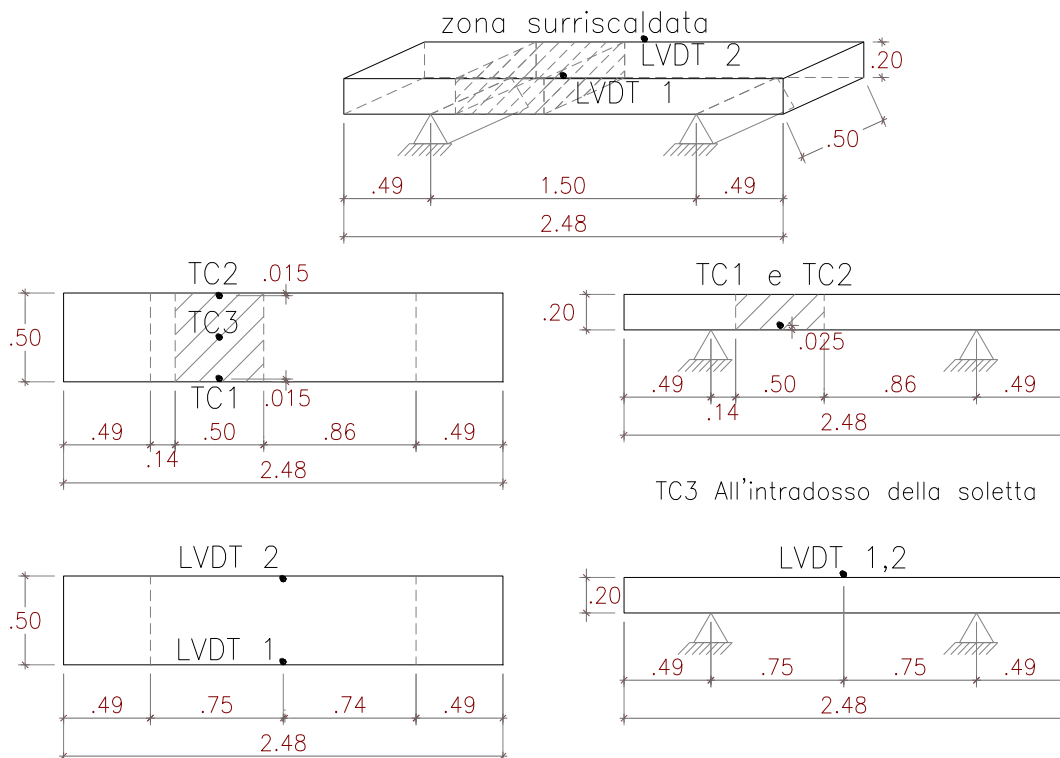 zona surriscaldata
LVDT 2
LVDT 1
.20
.50
.49 1.50 .49
2.48
TC2 .015
TC3
.50
TC1 .015
.49 .14 .50 .86 .49
2.48
TC1 e TC2
.20
.025
.49 .14 .50 .86 .49
2.48
TC3 All'intradosso della soletta
LVDT 2
.50
LVDT 1
.49 .75 .74 .49
2.48
LVDT 1,2
.20
.49 .75 .75 .49
2.48